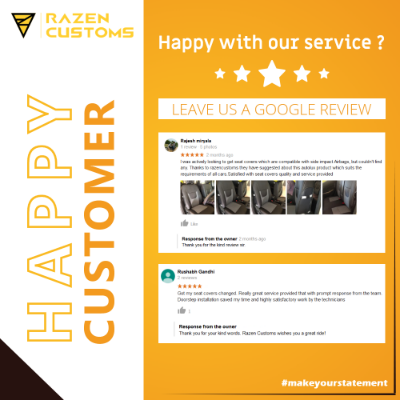 RAZEN
CUSTOMS
HAPPY
CUSTOMER
Happy with our service ?
LEAVE US A GOOGLE REVIEW
Rajesh miryala
1 review · 5 photos
2 months ago
I was actively looking to get seat covers which are compatible with side impact Airbags, but couldn't find
any. Thanks to razencustoms they have suggested about this autdoor product which suits the
requirements of all cars. Satisfied with seat covers quality and service provided
Like
Response from the owner 2 months ago
Thank you for the kind review sir
Rushabh Gandhi
2 reviews
Got my seat covers changed. Really great service provided that with prompt response from the team.
Doorstep installation saved my time and highly satisfactory work by the technicians.
Response from the owner
Thank you for your kind words. Razen Customs wishes you a great ride!
#makeyourstatement